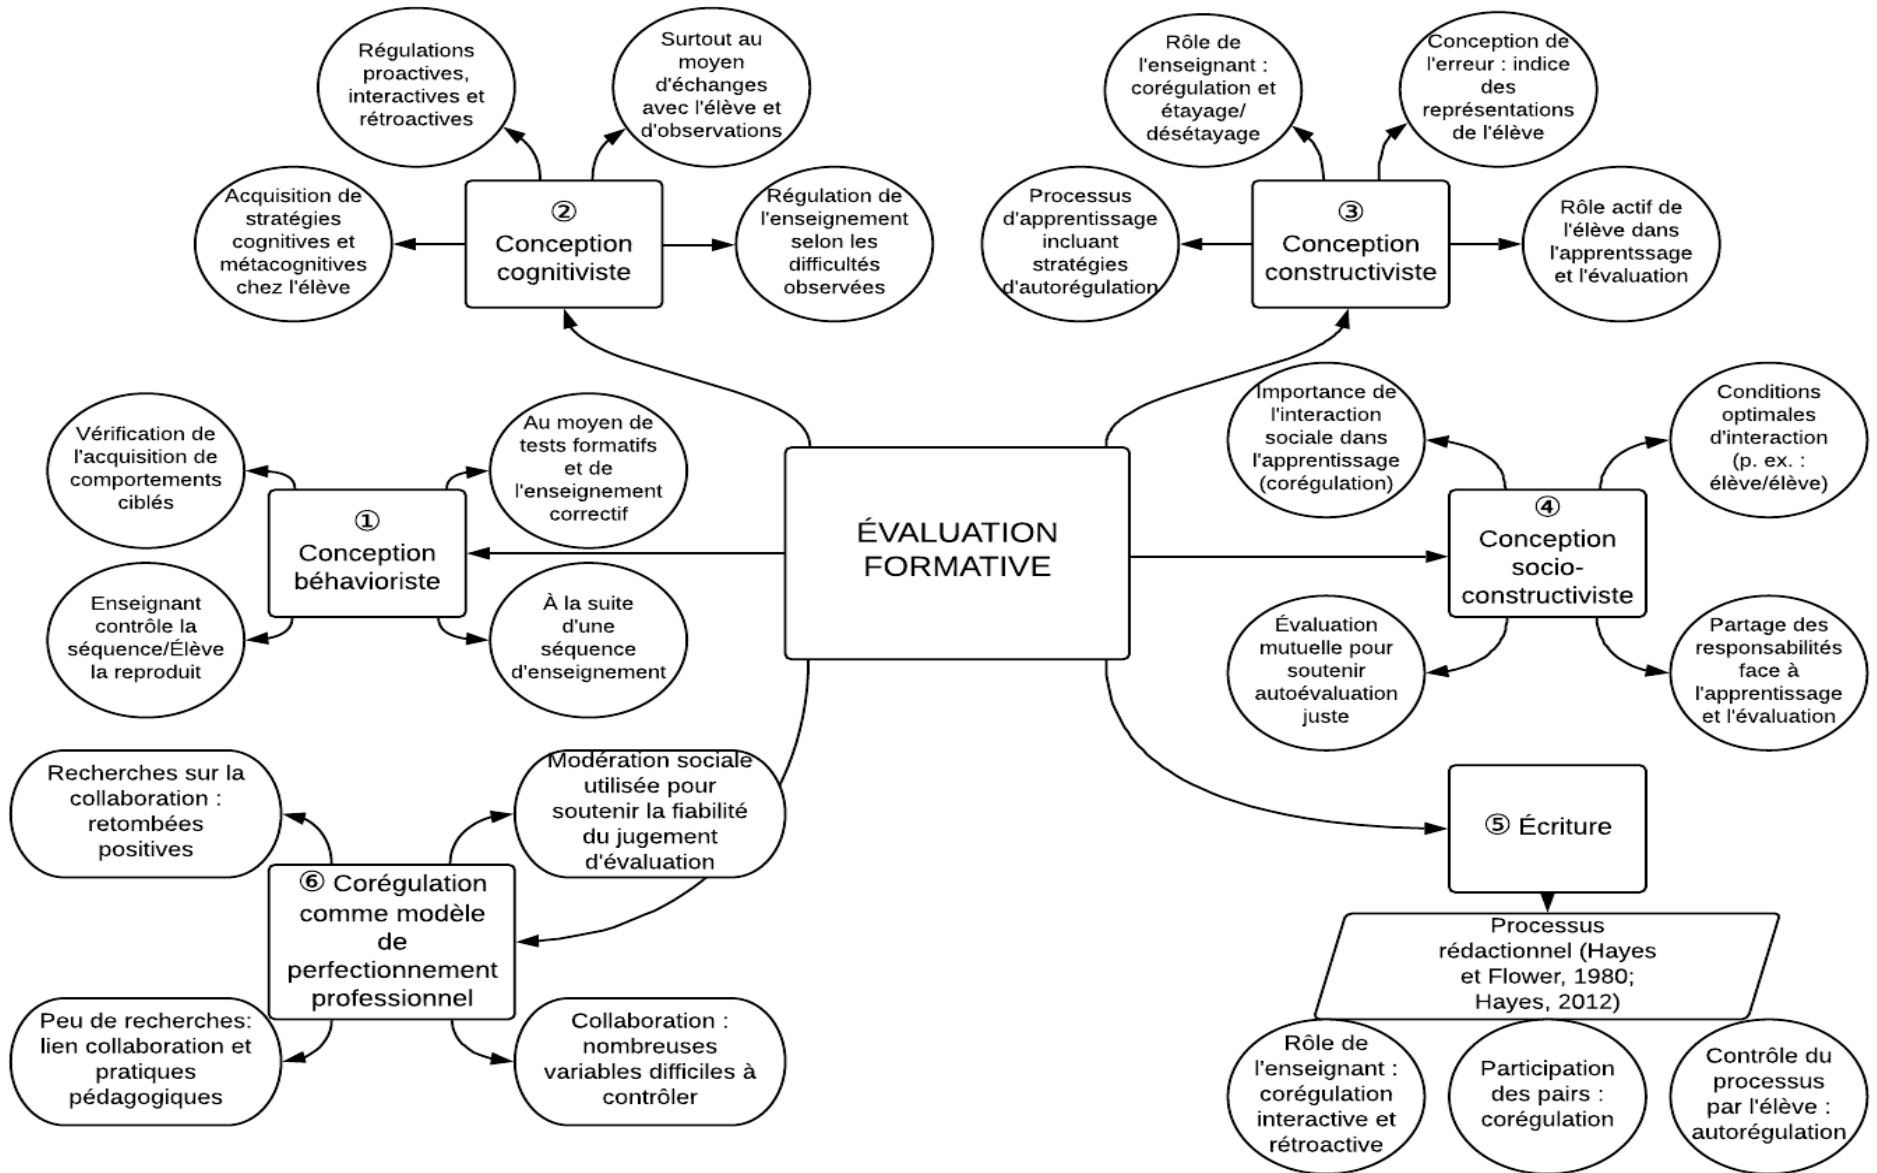 ÉVALUATION
FORMATIVE
①
Conception
béhavioriste
Vérification de
l'acquisition de
comportements
ciblés
Au moyen de
tests formatifs
et de
l'enseignement
correctif
Enseignant
contrôle la
séquence/Élève
la reproduit
À la suite
d'une
séquence
d'enseignement
②
Conception
cognitiviste
Acquisition de
stratégies
cognitives et
métacognitives
chez l'élève
Régulations
proactives,
interactives et
rétroactives
Surtout au
moyen
d'échanges
avec l'élève et
d'observations
Régulation de
l'enseignement
selon les
difficultés
observées
③
Conception
constructiviste
Processus
d'apprentissage
incluant
stratégies
d'autorégulation
Rôle de
l'enseignant :
corégulation et
étayage/
désétayage
Conception de
l'erreur : indice
des
représentations
de l'élève
Rôle actif de
l'élève dans
l'apprentssage
et l'évaluation
④
Conception
socio-
constructiviste
Importance de
l'interaction
sociale dans
l'apprentissage
(corégulation)
Conditions
optimales
d'interaction
(p. ex. :
élève/élève)
Évaluation
mutuelle pour
soutenir
autoévaluation
juste
Partage des
responsabilités
face à
l'apprentissage
et l'évaluation
⑤ Écriture
Processus
rédactionnel (Hayes
et Flower, 1980;
Hayes, 2012)
Rôle de
l'enseignant :
corégulation
interactive et
rétroactive
Participation
des pairs :
corégulation
Contrôle du
processus
par l'élève :
autorégulation
⑥ Corégulation
comme modèle
de
perfectionnement
professionnel
Recherches sur la
collaboration :
retombées
positives
Modération sociale
utilisée pour
soutenir la fiabilité
du jugement
d'évaluation
Peu de recherches:
lien collaboration et
pratiques
pédagogiques
Collaboration :
nombreuses
variables difficiles à
contrôler